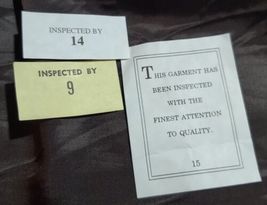 INSPECTED BY
14
INSPECTED BY
9
THIS GARMENT HAS
BEEN INSPECTED
WITH THE
FINEST ATTENTION
TO QUALITY.
15